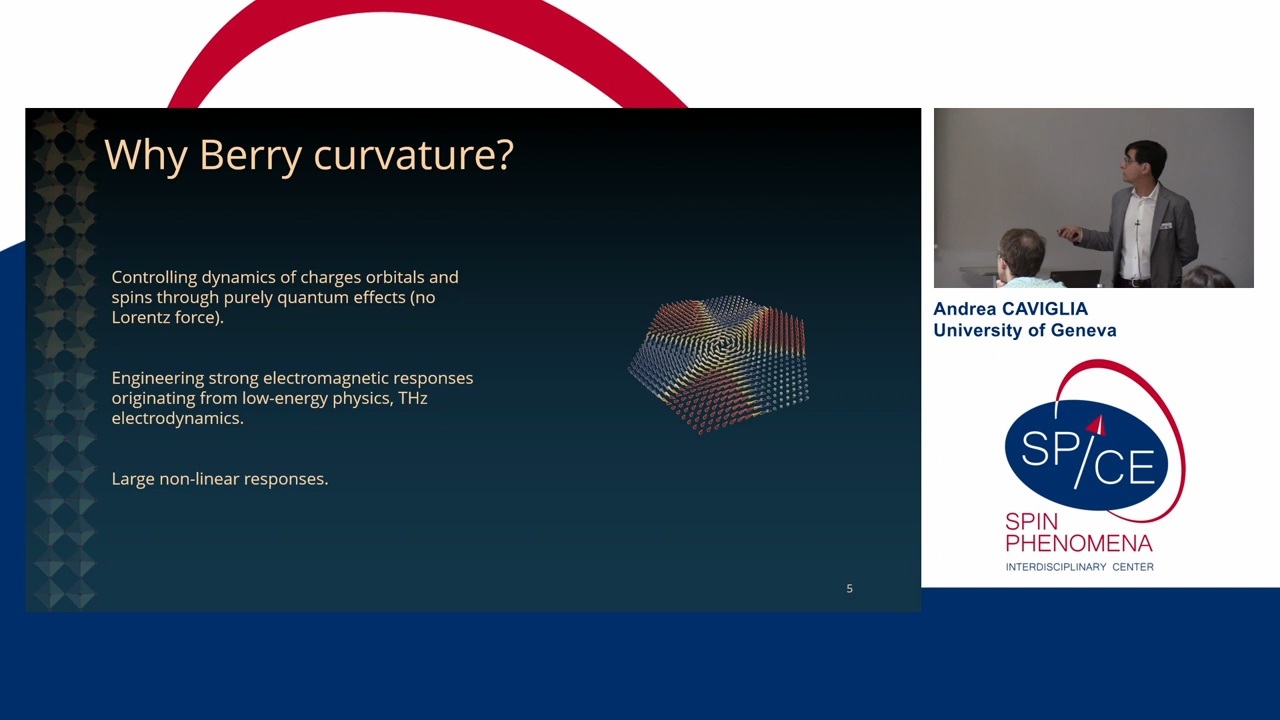 Why Berry curvature?
Controlling dynamics of charges orbitals and
spins through purely quantum effects (no
Lorentz force).
Engineering strong electromagnetic responses
originating from low-energy physics, THz
electrodynamics.
Large non-linear responses.
5
Andrea CAVIGLIA
University of Geneva
SP/CE
SPIN
PHENOMENA
INTERDISCIPLINARY CENTER